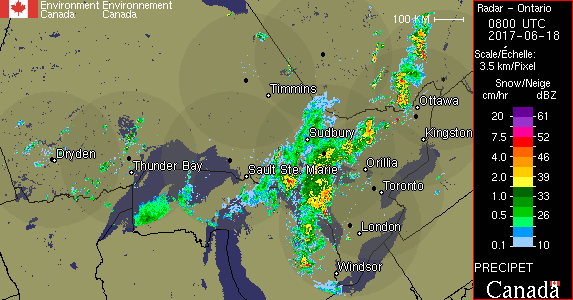 Environment Environnement
Canada Canada
100 KM
Timmins
Ottawa
Sudbury
Kingston
Dryden
Thunder Bay
Sault Ste. Marie
Orillia
Toronto
London
Windsor
Radar - Ontario
0800 UTC
2017-06-18
Scale/Échelle:
3.5 km/Pixel
Snow/Neige
cm/hr dBZ
20 61
7.5 57
5.5 52
4.0 46
2.0 39
1.0 33
0.5 26
0.1 10
PRECIPET
Canada